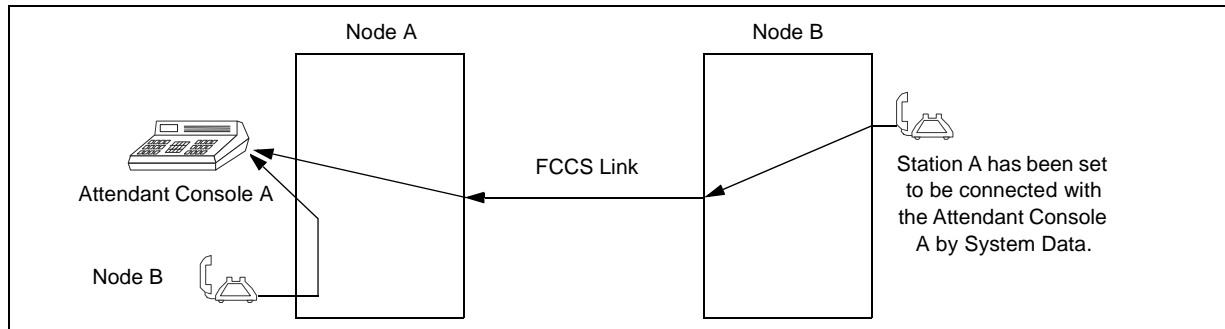 Node A
Node B
FCCS Link
Attendant Console A
Station A has been set
to be connected with
the Attendant Console
A by System Data.
Node B